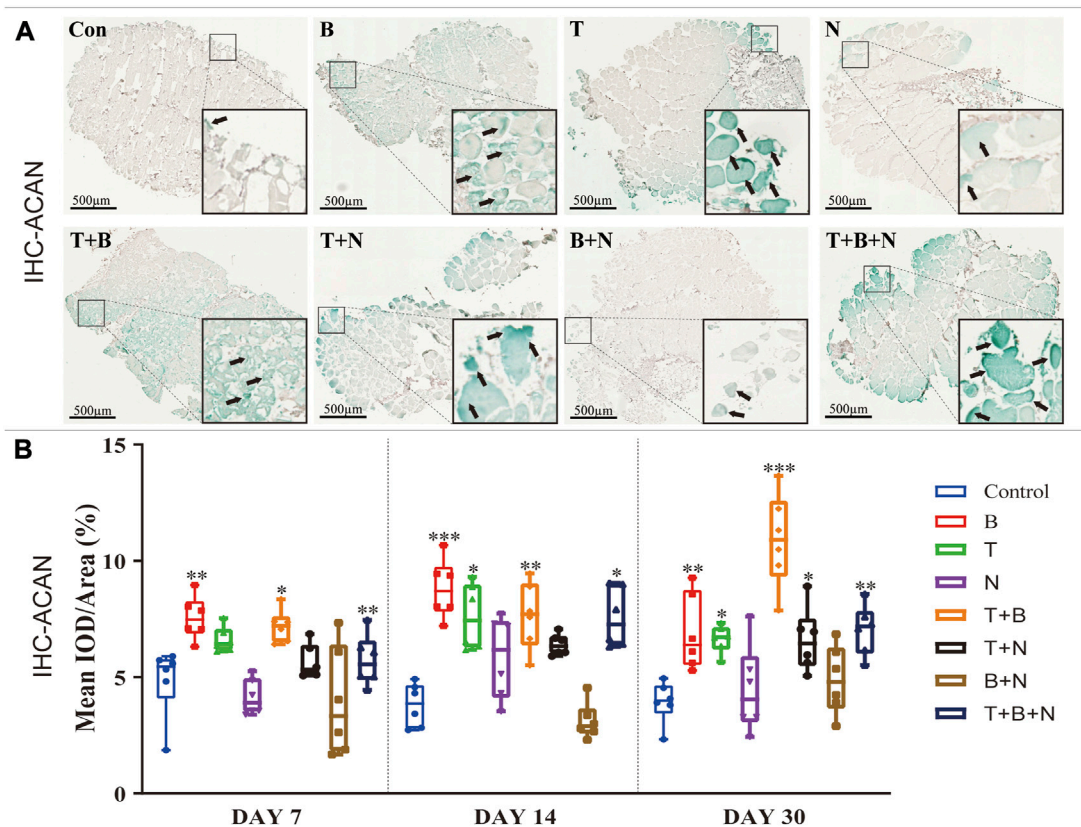 A
IHC-ACAN
Con
B
T
N
500μm
500μm
500μm
500μm
T+B
T+N
B+N
T+B+N
500μm
500μm
500μm
500μm
B
IHC-ACAN
Mean IOD/Area (%)
15
10
5
0
**
*
**
***
*
**
*
**
*
***
*
**
DAY 7
DAY 14
DAY 30
Control
B
T
N
T+B
T+N
B+N
T+B+N